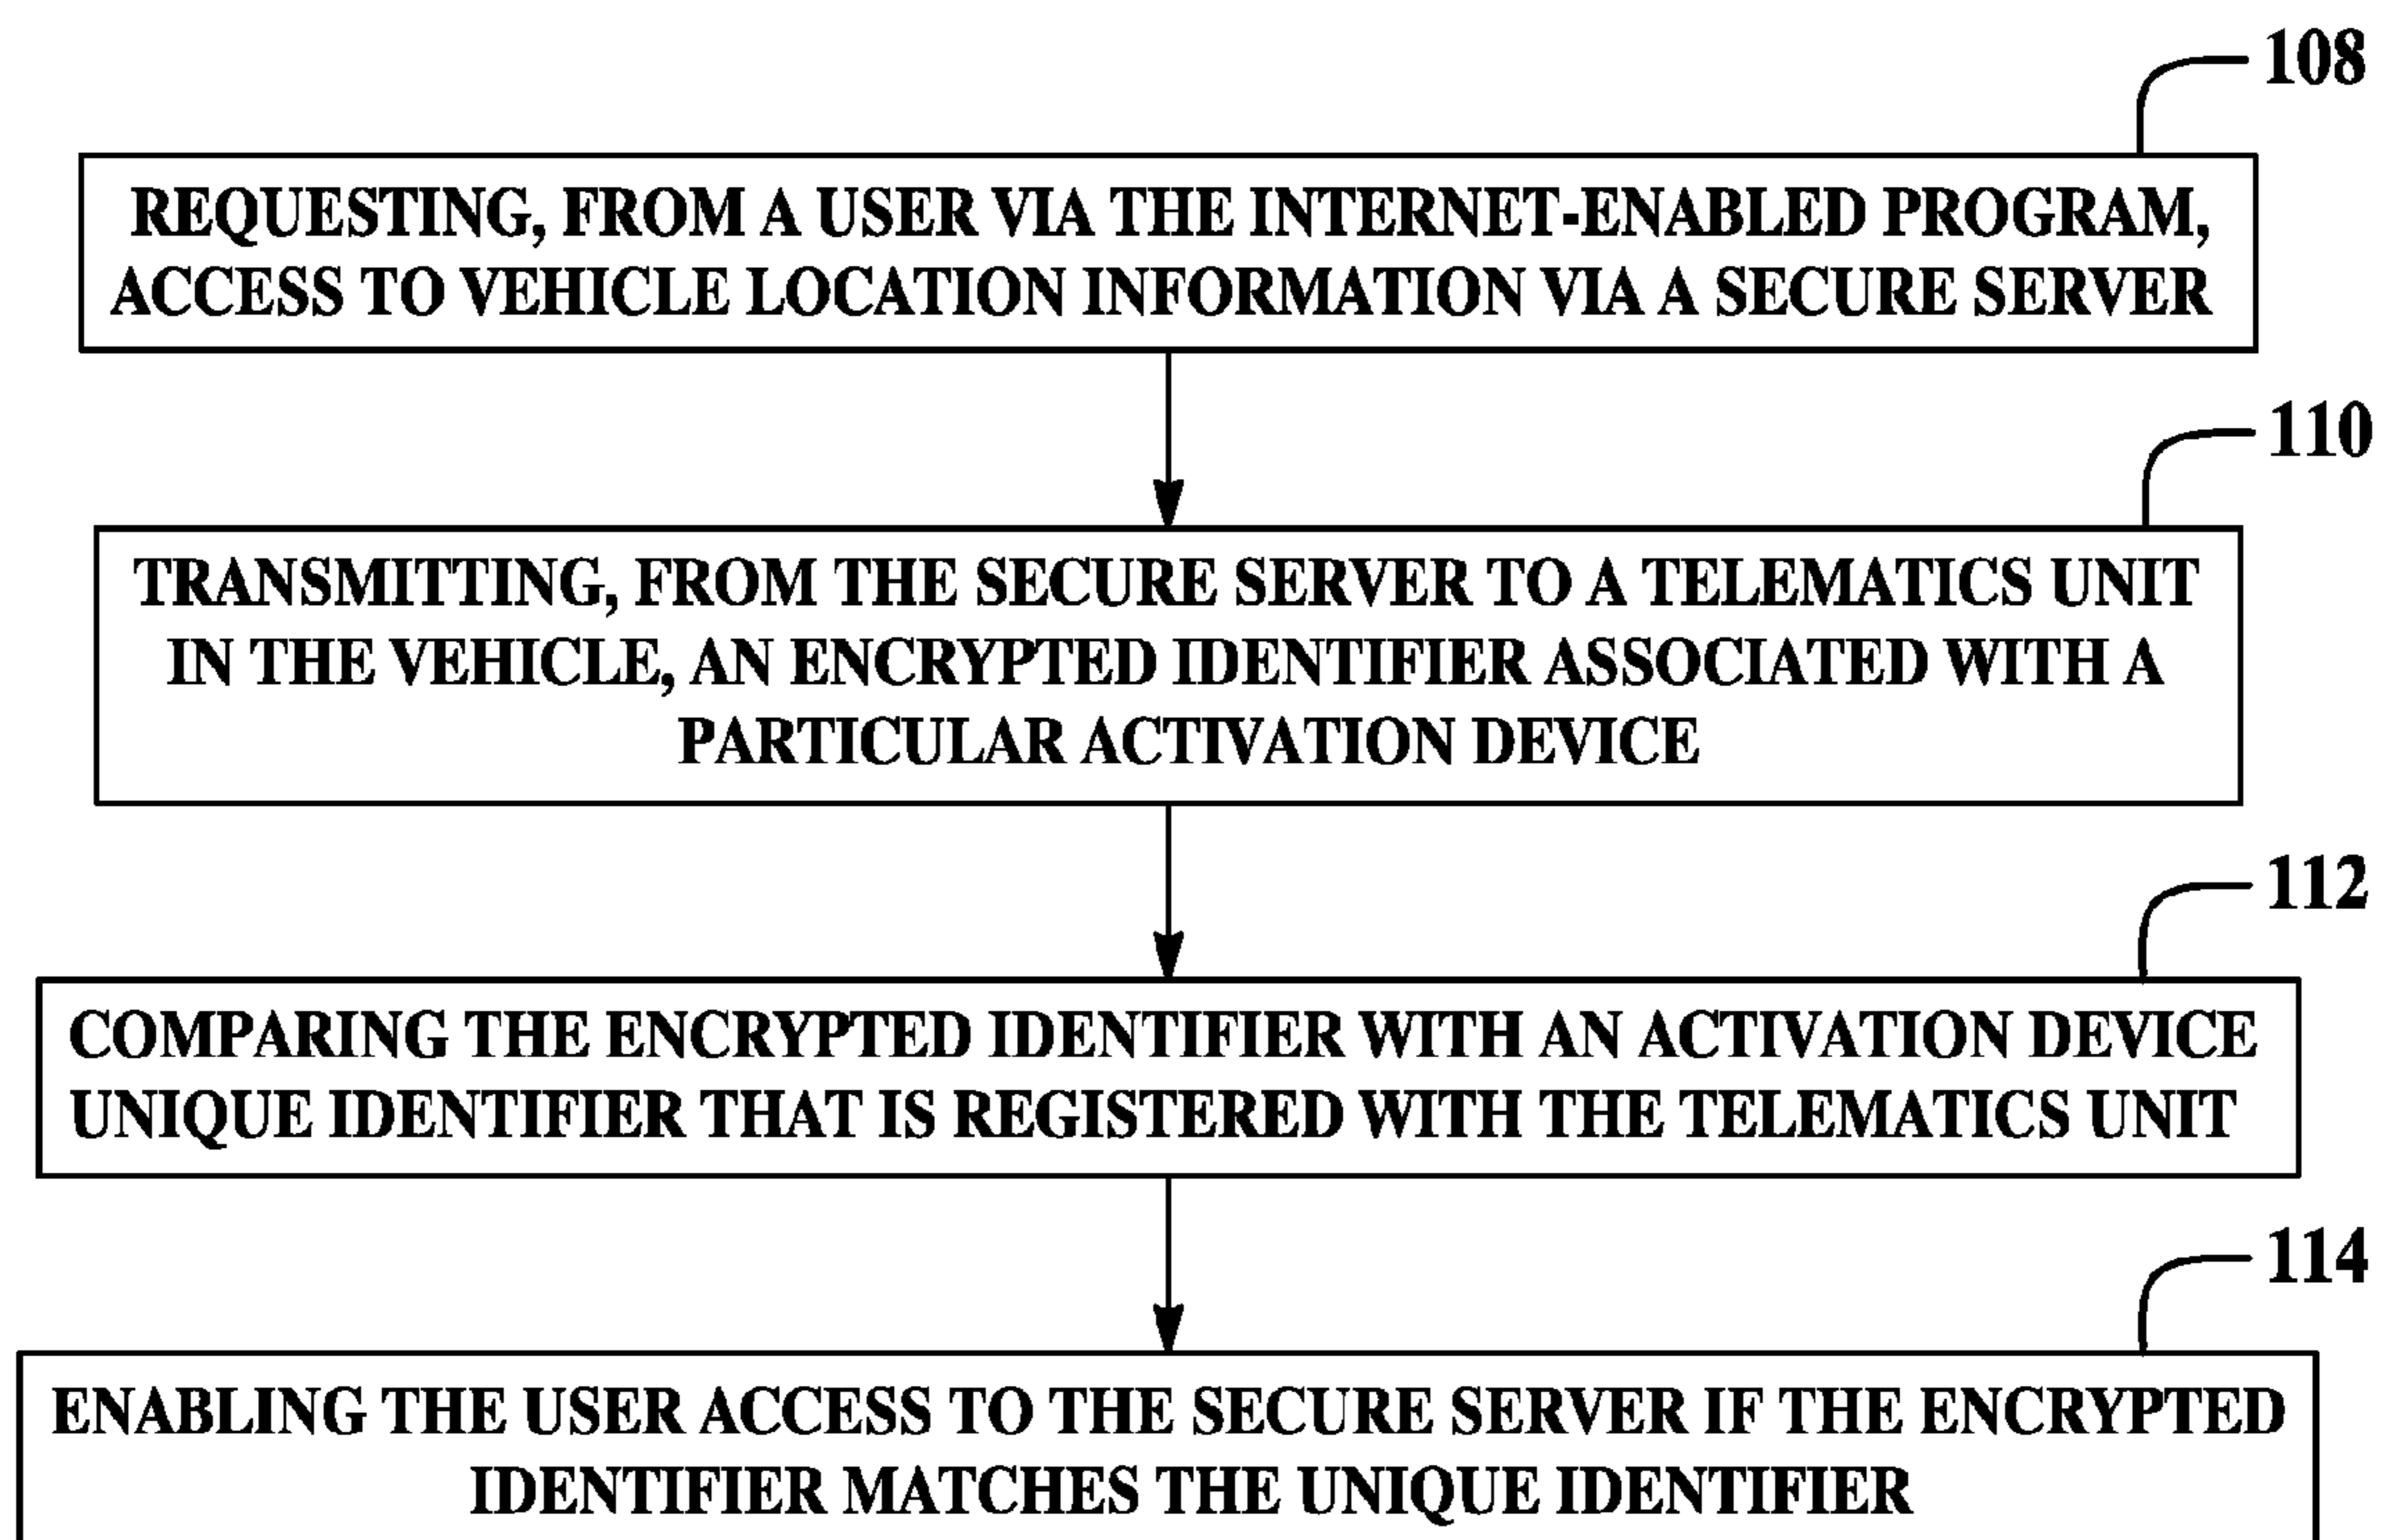 108
REQUESTING, FROM A USER VIA THE INTERNET-ENABLED PROGRAM,
ACCESS TO VEHICLE LOCATION INFORMATION VIA A SECURE SERVER
110
TRANSMITTING, FROM THE SECURE SERVER TO A TELEMATICS UNIT
IN THE VEHICLE, AN ENCRYPTED IDENTIFIER ASSOCIATED WITH A
PARTICULAR ACTIVATION DEVICE
112
COMPARING THE ENCRYPTED IDENTIFIER WITH AN ACTIVATION DEVICE
UNIQUE IDENTIFIER THAT IS REGISTERED WITH THE TELEMATICS UNIT
114
ENABLING THE USER ACCESS TO THE SECURE SERVER IF THE ENCRYPTED
IDENTIFIER MATCHES THE UNIQUE IDENTIFIER